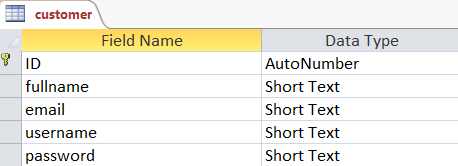 customer
Field Name Data Type
ID AutoNumber
fullname Short Text
email Short Text
username Short Text
password Short Text